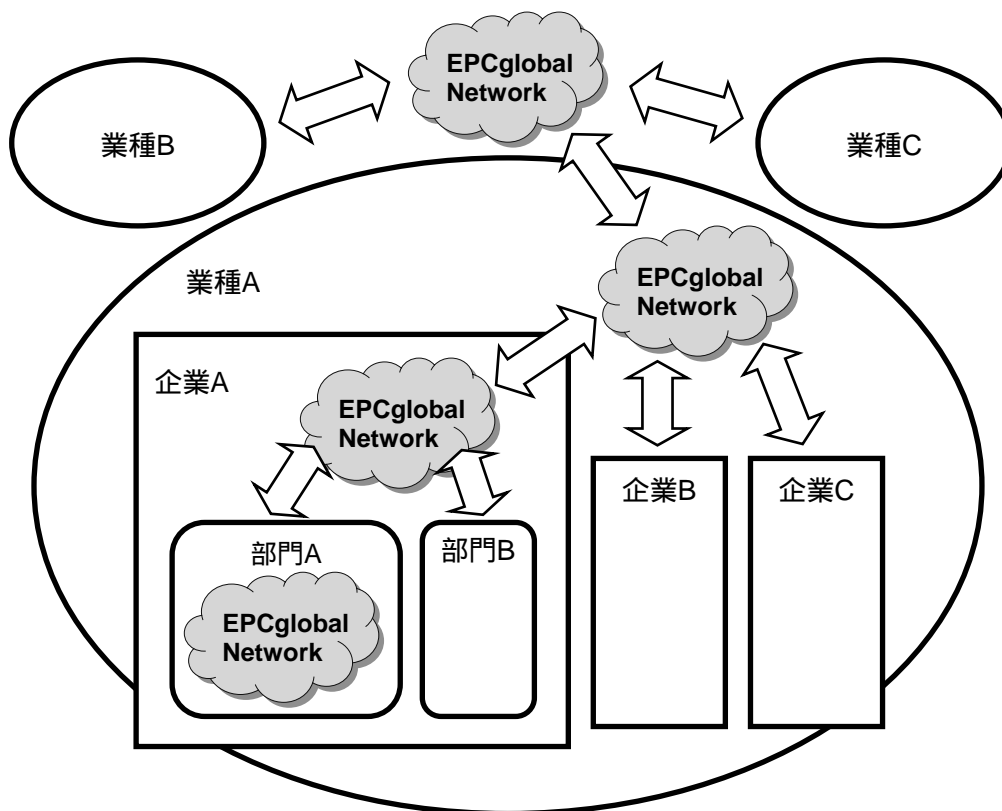 EPCglobal
Network
業種B
業種C
業種A
EPCglobal
Network
企業A
EPCglobal
Network
企業B
企業C
部門A
部門B
EPCglobal
Network